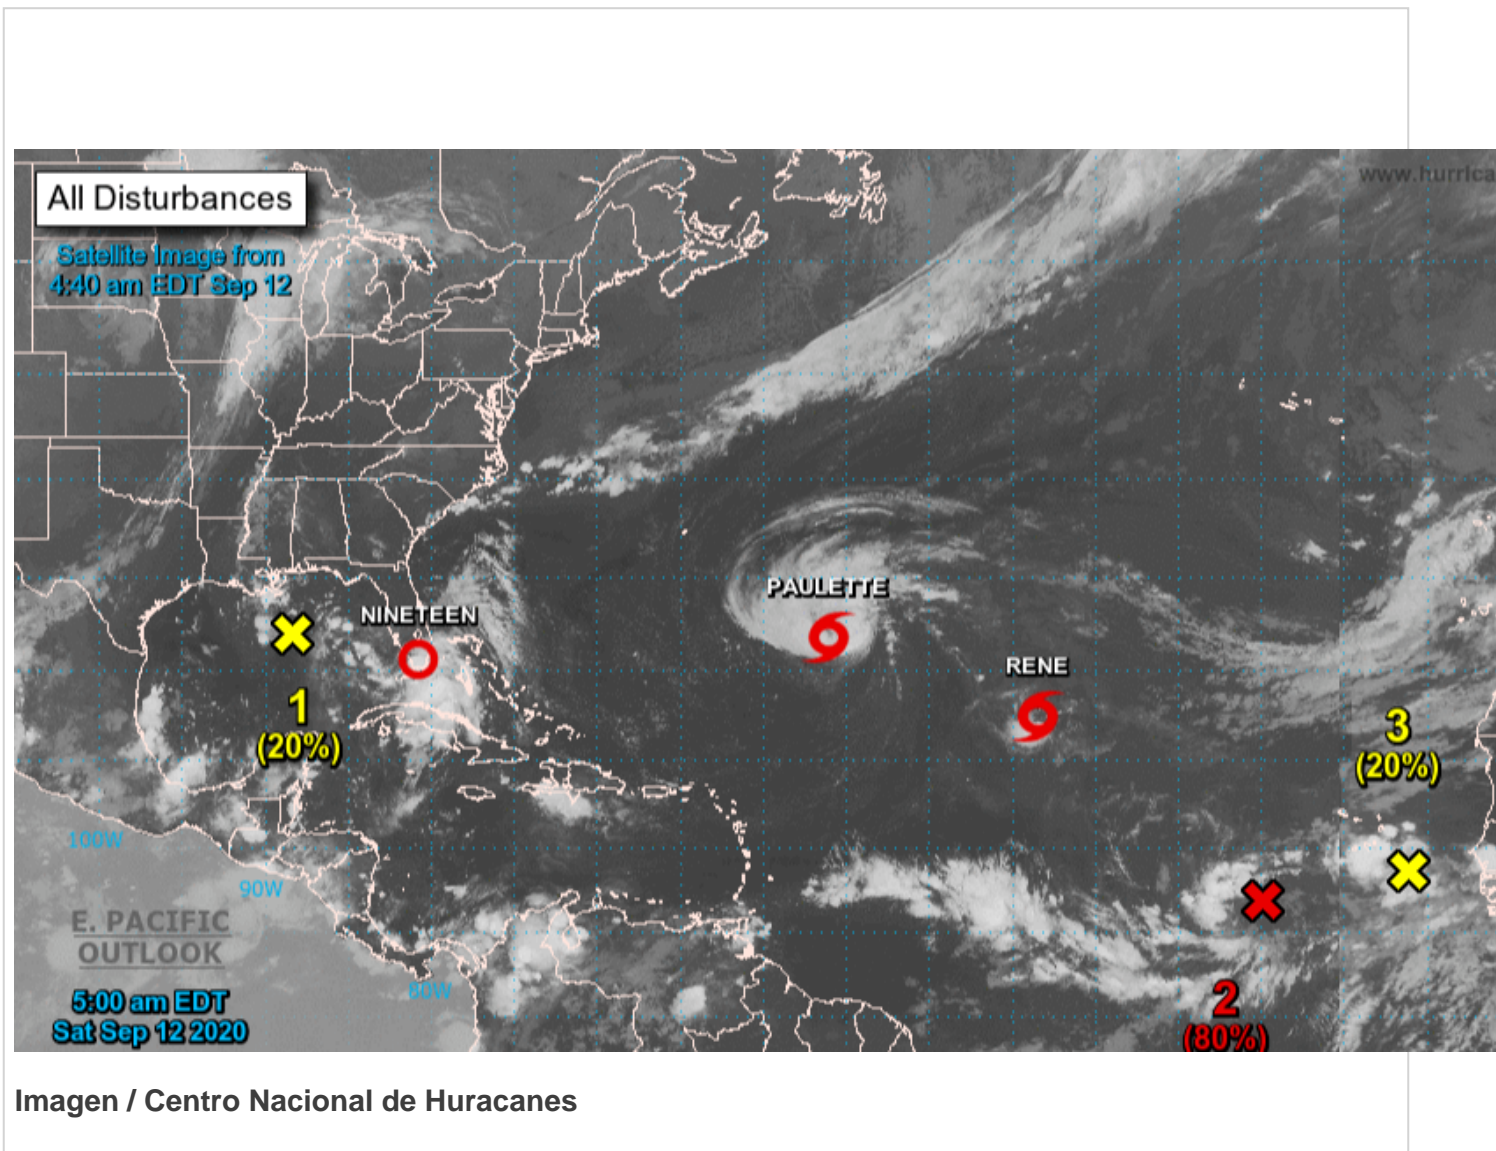 All Disturbances
www.hurrica
Satellite Image from
4:40 am EDT Sep 12
PAULETTE
NINETEEN
RENE
1
(20%)
3
(20%)
100W
90W
E. PACIFIC
OUTLOOK
80W
5:00 am EDT
Sat Sep 12 2020
2
(80%)
Imagen / Centro Nacional de Huracanes